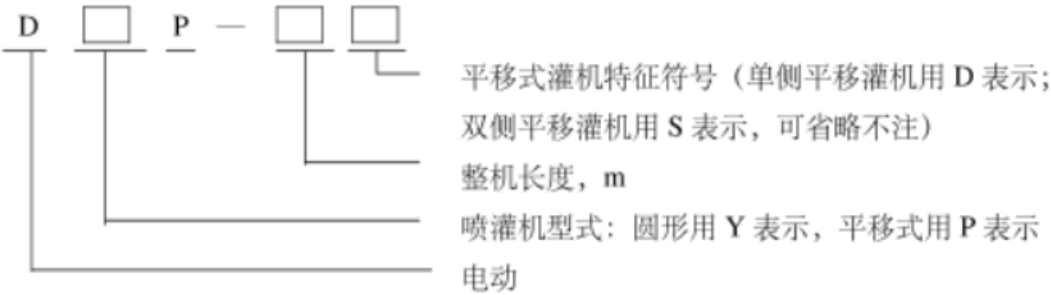 D □ P — □ □
平移式灌机特征符号（单侧平移灌机用 D 表示；
双侧平移灌机用 S 表示，可省略不注）
整机长度，m
喷灌机型式：圆形用 Y 表示，平移式用 P 表示
电动